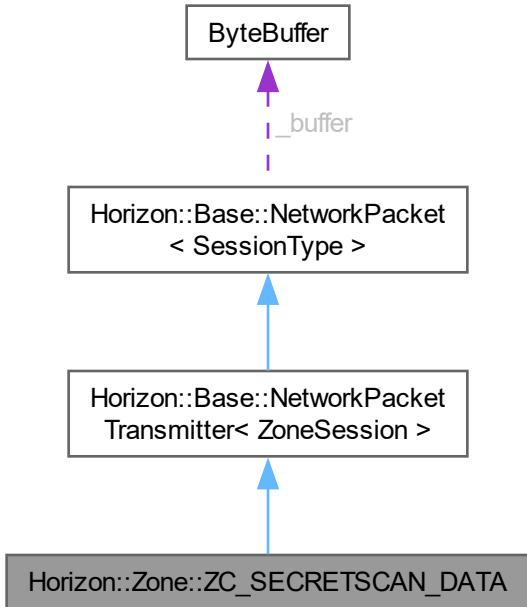 ByteBuffer
_buffer
Horizon::Base::NetworkPacket
< SessionType >
Horizon::Base::NetworkPacket
Transmitter< ZoneSession >
Horizon::Zone::ZC_SECRETSCAN_DATA